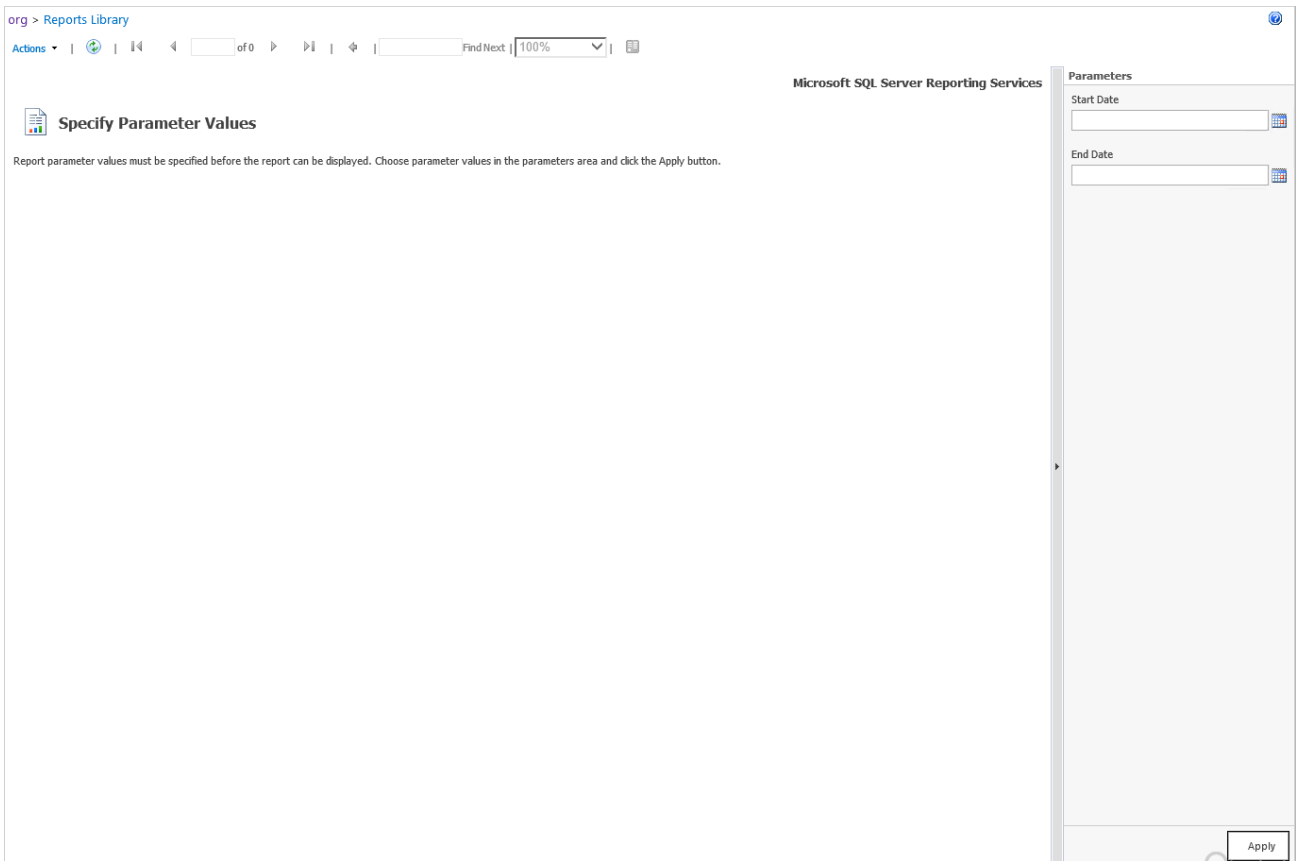 org > Reports Library
Actions | | of 0 | | Find Next | 100% |
Microsoft SQL Server Reporting Services
Specify Parameter Values
Report parameter values must be specified before the report can be displayed. Choose parameter values in the parameters area and click the Apply button.
Parameters
Start Date
End Date
Apply